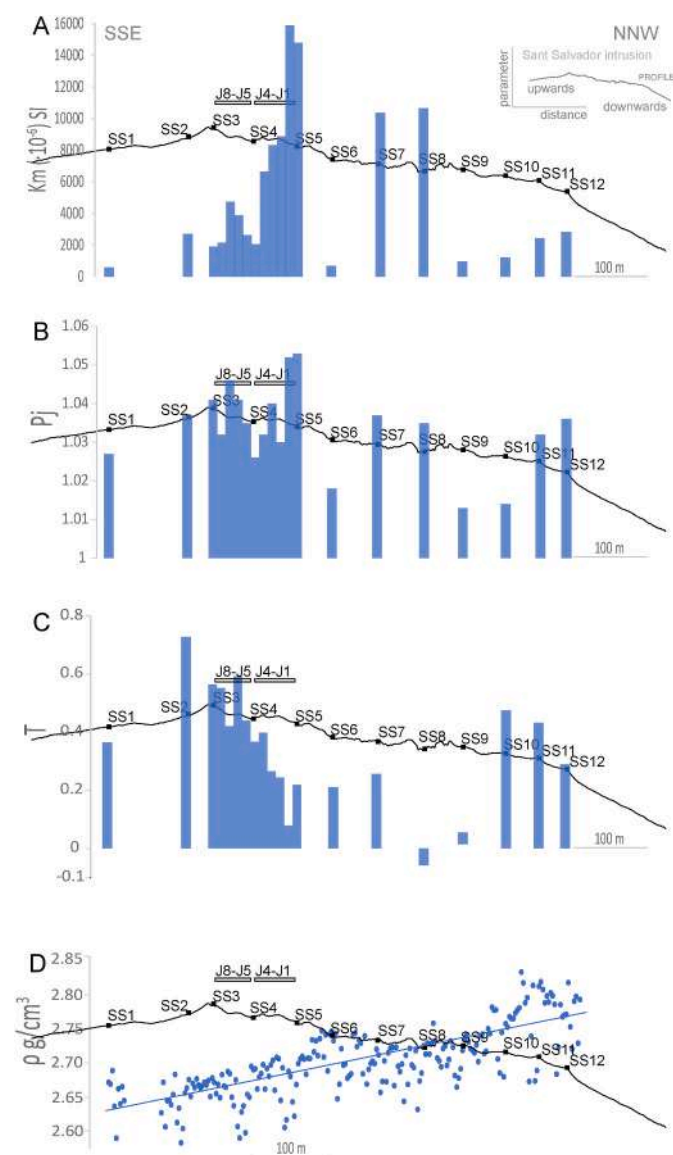 A
SSE
NNW
Sant Salvador intrusion
parameter
PROFILE
upwards
downwards
distance
Km (·10⁻⁶) SI
16000
14000
12000
10000
8000
6000
4000
2000
0
J8-J5 J4-J1
SS1 SS2 SS3 SS4 SS5 SS6 SS7 SS8 SS9 SS10 SS11 SS12
100 m
B
Pj
1.06
1.05
1.04
1.03
1.02
1.01
1
J8-J5 J4-J1
SS1 SS2 SS3 SS4 SS5 SS6 SS7 SS8 SS9 SS10 SS11 SS12
100 m
C
T
0.8
0.6
0.4
0.2
0
-0.1
J8-J5 J4-J1
SS1 SS2 SS3 SS4 SS5 SS6 SS7 SS8 SS9 SS10 SS11 SS12
100 m
D
ρ g/cm³
2.85
2.80
2.75
2.70
2.65
2.60
J8-J5 J4-J1
SS1 SS2 SS3 SS4 SS5 SS6 SS7 SS8 SS9 SS10 SS11 SS12
100 m